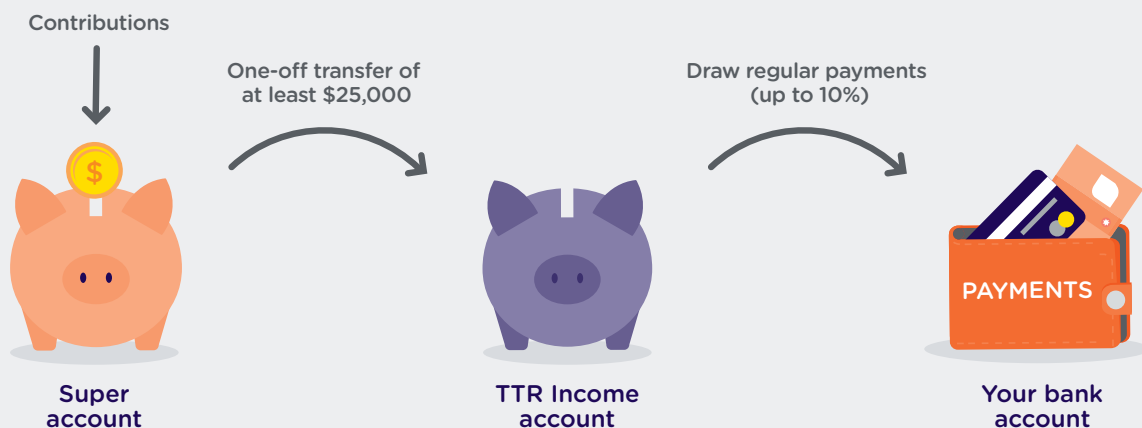 Contributions
One-off transfer of
at least $25,000
Draw regular payments
(up to 10%)
$
PAYMENTS
Super
account
TTR Income
account
Your bank
account